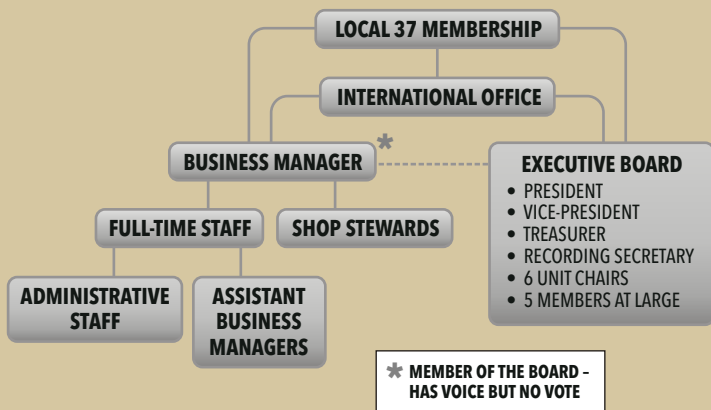 LOCAL 37 MEMBERSHIP
INTERNATIONAL OFFICE
BUSINESS MANAGER
*
EXECUTIVE BOARD
• PRESIDENT
• VICE-PRESIDENT
• TREASURER
• RECORDING SECRETARY
• 6 UNIT CHAIRS
• 5 MEMBERS AT LARGE
FULL-TIME STAFF
SHOP STEWARDS
ADMINISTRATIVE
STAFF
ASSISTANT
BUSINESS
MANAGERS
* MEMBER OF THE BOARD –
HAS VOICE BUT NO VOTE